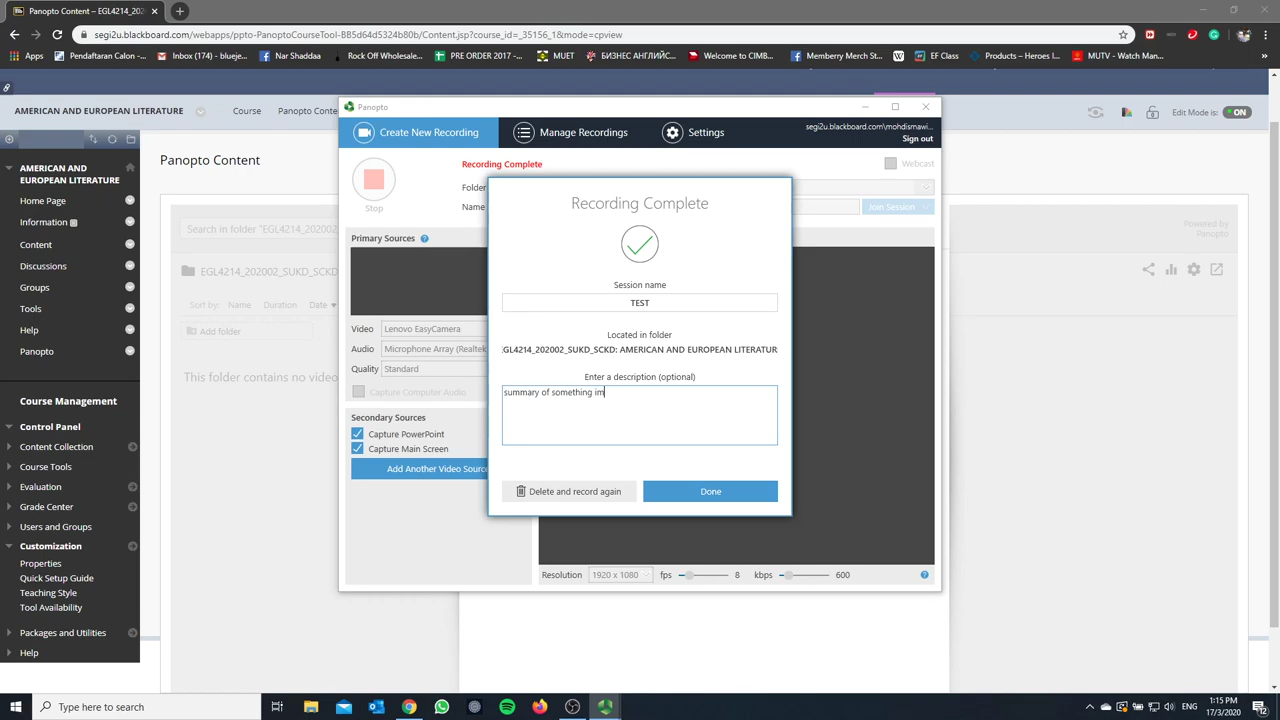 Panopto Content – EGL4214_
segi2u.blackboard.com/webapps/ppto-PanoptoCourseTool-BB5d64d5324b80b/Content.jsp?course_id=_35156_1&mode=cpview
Apps
Pendaftaran Calon -
Inbox (174) - blueje...
Nar Shaddaa
Rock Off Wholesale...
PRE ORDER 2017 -...
MUET
БИЗНЕС АНГЛИЙС...
Welcome to CIMB...
Memberry Merch St...
EF Class
Products – Heroes I...
MUTV - Watch Man...
AMERICAN AND EUROPEAN LITERATURE
Course
Panopto Conten
Edit Mode is:
ON
Panopto
Create New Recording
Manage Recordings
Settings
segi2u.blackboard.com\mohdismawi...
Sign out
AMERICAN AND
EUROPEAN LITERATURE
Home Page
Information
Content
Discussions
Groups
Tools
Help
Panopto
Course Management
Control Panel
Content Collection
Course Tools
Evaluation
Grade Center
Users and Groups
Customization
Properties
Quick Setup Guide
Teaching Style
Tool Availability
Packages and Utilities
Help
Panopto Content
Search in folder "EGL4214_202002
EGL4214_202002_SUKD_SCKD
Sort by:
Name
Duration
Date
Add folder
This folder contains no video
Powered by
Panopto
Stop
Recording Complete
Folder
Name
Webcast
Join Session
Primary Sources
Video
Lenovo EasyCamera
Audio
Microphone Array (Realtek
Quality
Standard
Capture Computer Audio
Secondary Sources
Capture PowerPoint
Capture Main Screen
Add Another Video Source
Recording Complete
Session name
TEST
Located in folder
EGL4214_202002_SUKD_SCKD: AMERICAN AND EUROPEAN LITERATUR
Enter a description (optional)
summary of something im
Delete and record again
Done
Resolution
1920 x 1080
fps
8
kbps
600
Type here to search
ENG
1:15 PM
17/3/2020
12